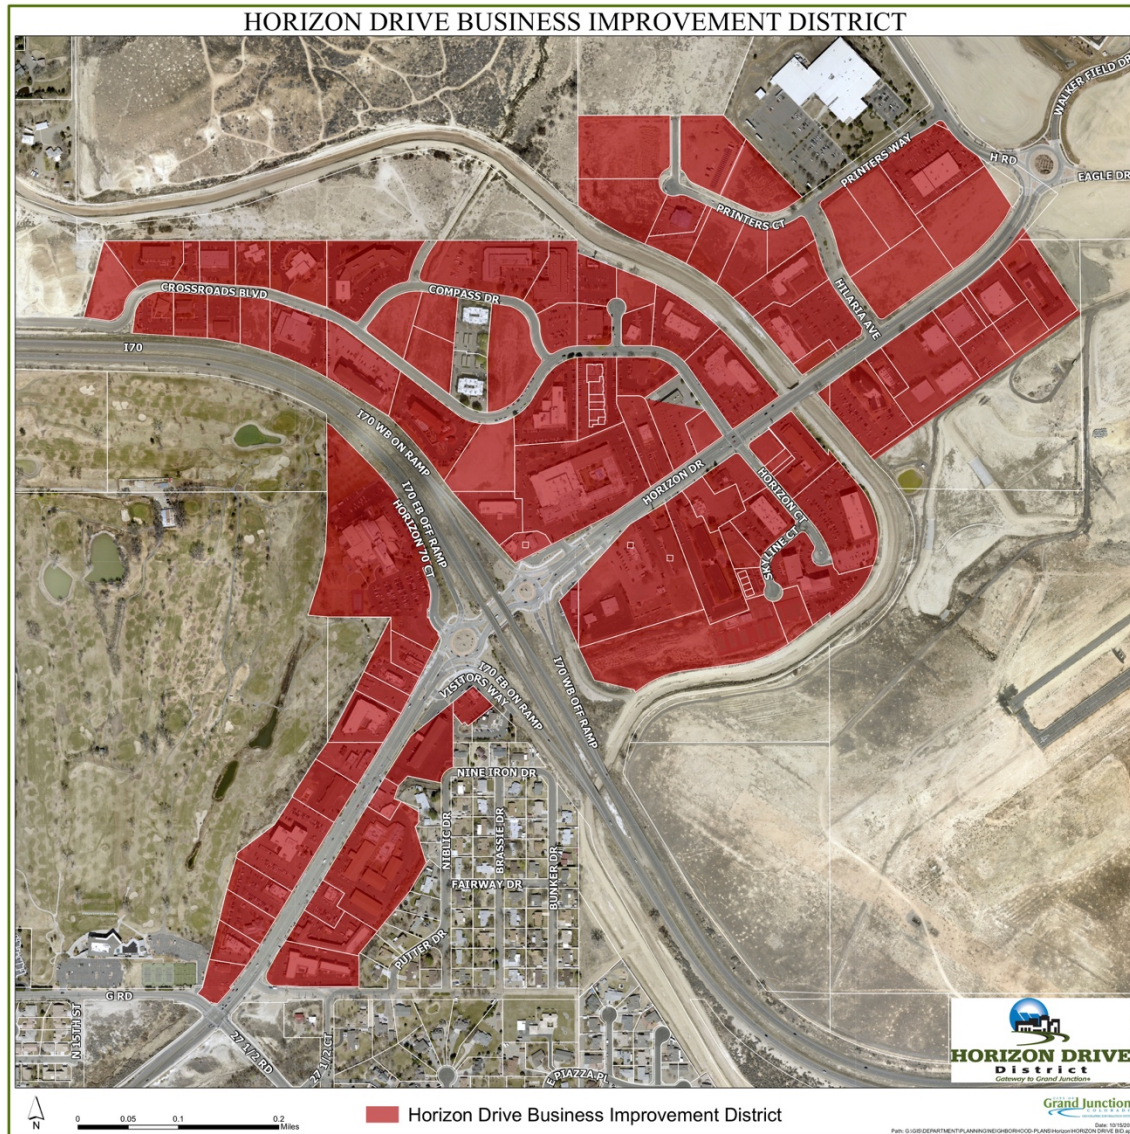 HORIZON DRIVE BUSINESS IMPROVEMENT DISTRICT
WALKER FIELD DR
H RD
EAGLE DR
PRINTERS WAY
PRINTERS CT
HILARIA AVE
CROSSROADS BLVD
COMPASS DR
I70
I70 WB ON RAMP
I70 EB OFF RAMP
HORIZON 70 CT
HORIZON DR
HORIZON CT
SKYLINE CT
VISITORS WAY
I70 EB ON RAMP
I70 WB OFF RAMP
NINE IRON DR
NIBLIC DR
BRASSIE DR
BUNKER DR
FAIRWAY DR
PUTTER DR
G RD
N 15TH ST
27 1/2 RD
27 1/2 CT
E PIAZZA PL
HORIZON DRIVE
District
Gateway to Grand Junction
N
0 0.05 0.1 0.2
Miles
Horizon Drive Business Improvement District
Grand Junction
COLORADO